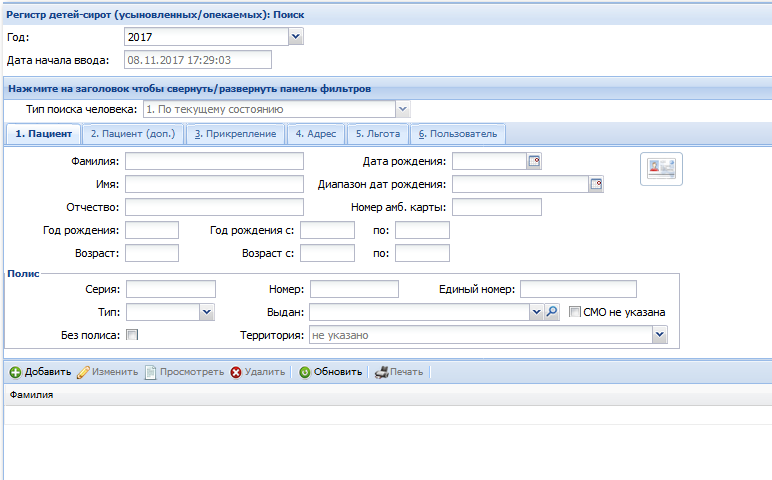 Регистр детей-сирот (усыновленных/опекаемых): Поиск
Год: 2017
Дата начала ввода: 08.11.2017 17:29:03
Нажмите на заголовок чтобы свернуть/развернуть панель фильтров
Тип поиска человека: 1. По текущему состоянию
1. Пациент 2. Пациент (доп.) 3. Прикрепление 4. Адрес 5. Льгота 6. Пользователь
Фамилия: Дата рождения:
Имя: Диапазон дат рождения:
Отчество: Номер амб. карты:
Год рождения: Год рождения с: по:
Возраст: Возраст с: по:
Полис
Серия: Номер: Единый номер:
Тип: Выдан: СМО не указана
Без полиса: Территория: не указано
Добавить Изменить Просмотреть Удалить Обновить Печать
Фамилия